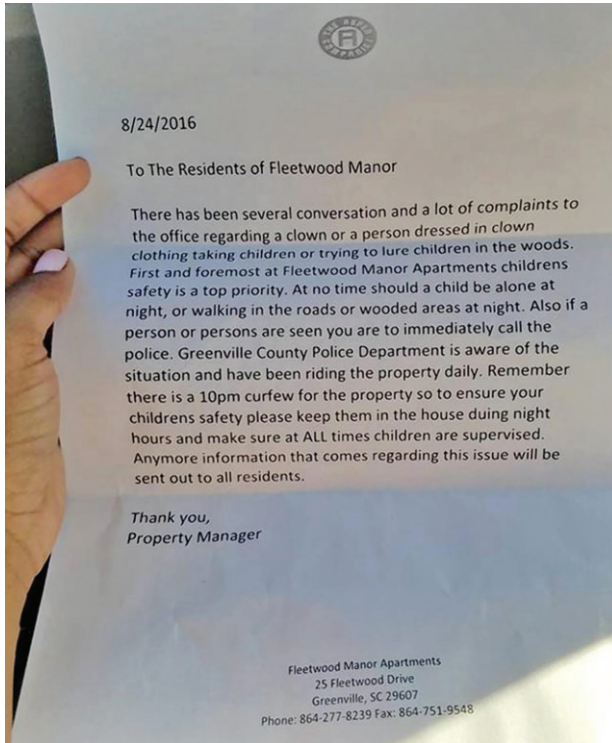 8/24/2016
To The Residents of Fleetwood Manor
There has been several conversation and a lot of complaints to
the office regarding a clown or a person dressed in clown
clothing taking children or trying to lure children in the woods.
First and foremost at Fleetwood Manor Apartments childrens
safety is a top priority. At no time should a child be alone at
night, or walking in the roads or wooded areas at night. Also if a
person or persons are seen you are to immediately call the
police. Greenville County Police Department is aware of the
situation and have been riding the property daily. Remember
there is a 10pm curfew for the property so to ensure your
childrens safety please keep them in the house duing night
hours and make sure at ALL times children are supervised.
Anymore information that comes regarding this issue will be
sent out to all residents.
Thank you,
Property Manager
Fleetwood Manor Apartments
25 Fleetwood Drive
Greenville, SC 29607
Phone: 864-277-8239 Fax: 864-751-9548